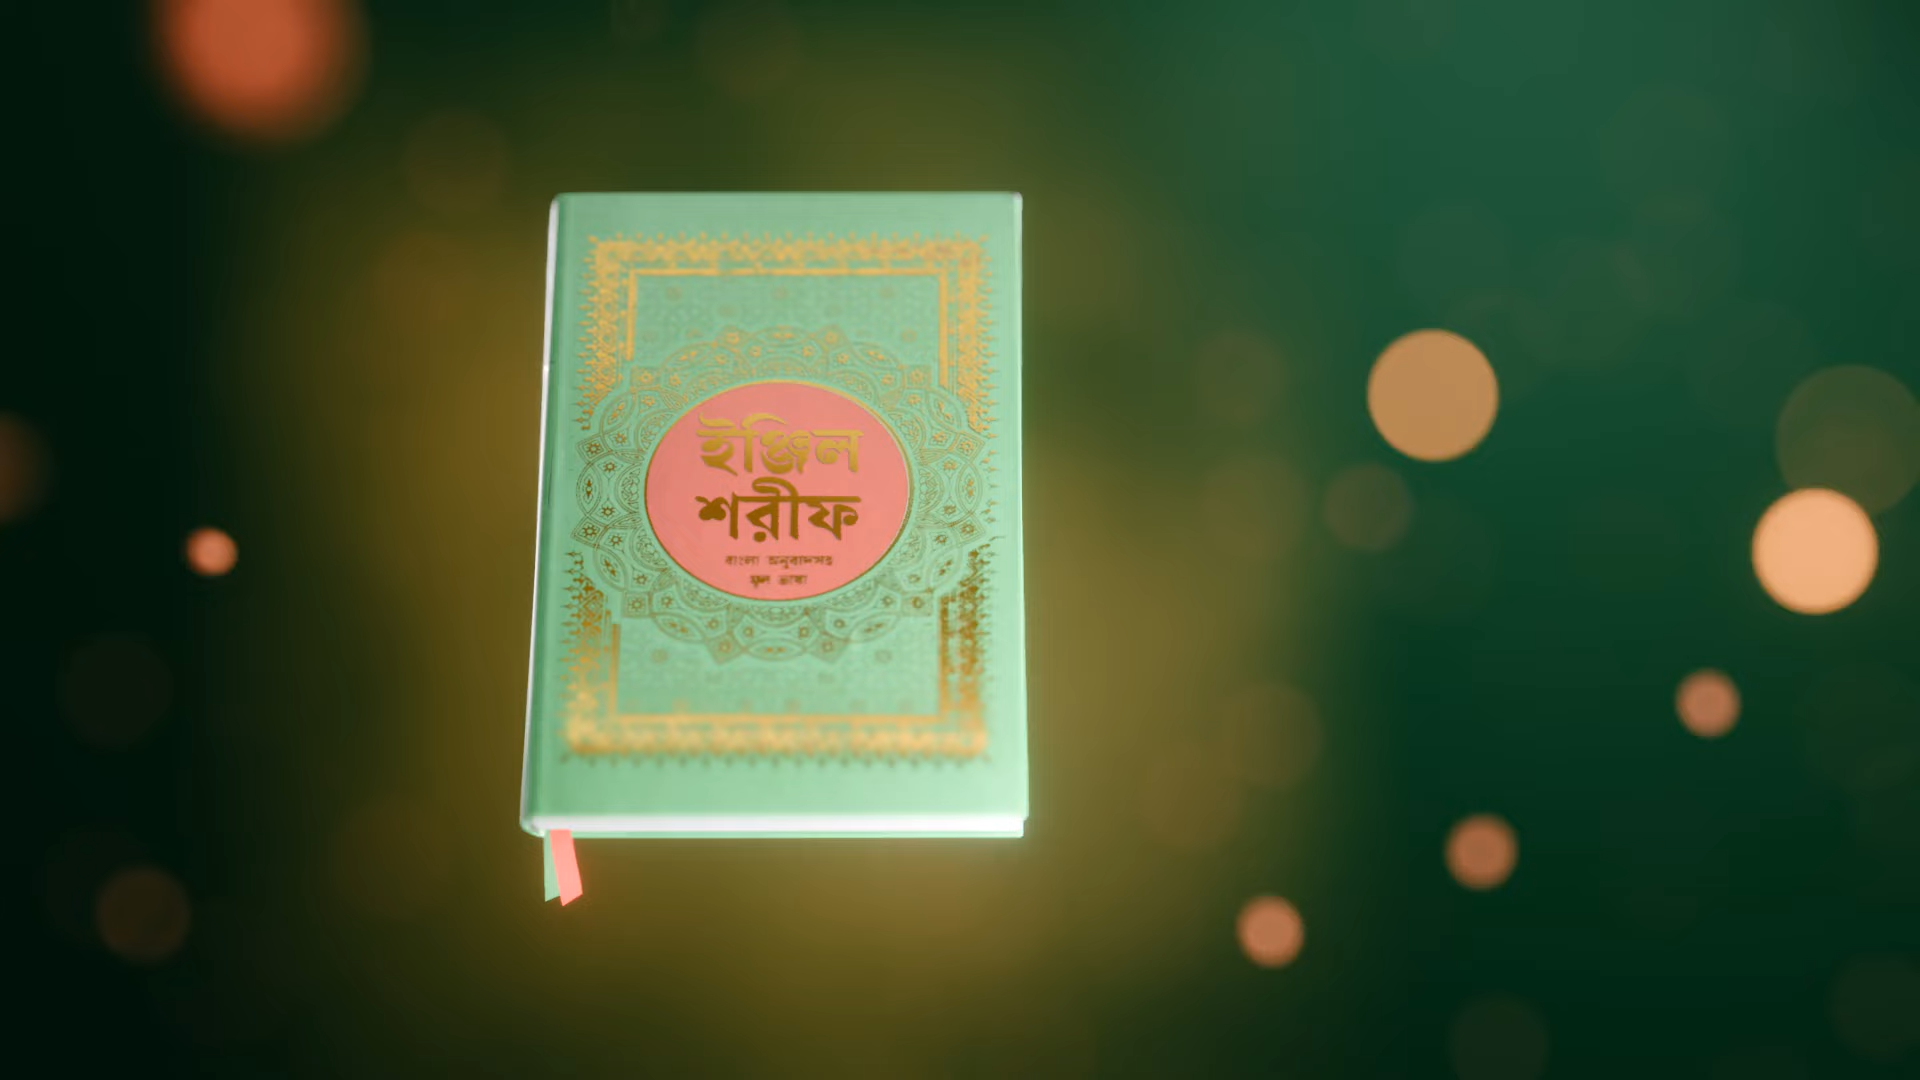 ইঞ্জিল
শরীফ
বাংলা অনুবাদসহ
মূল ভাষা